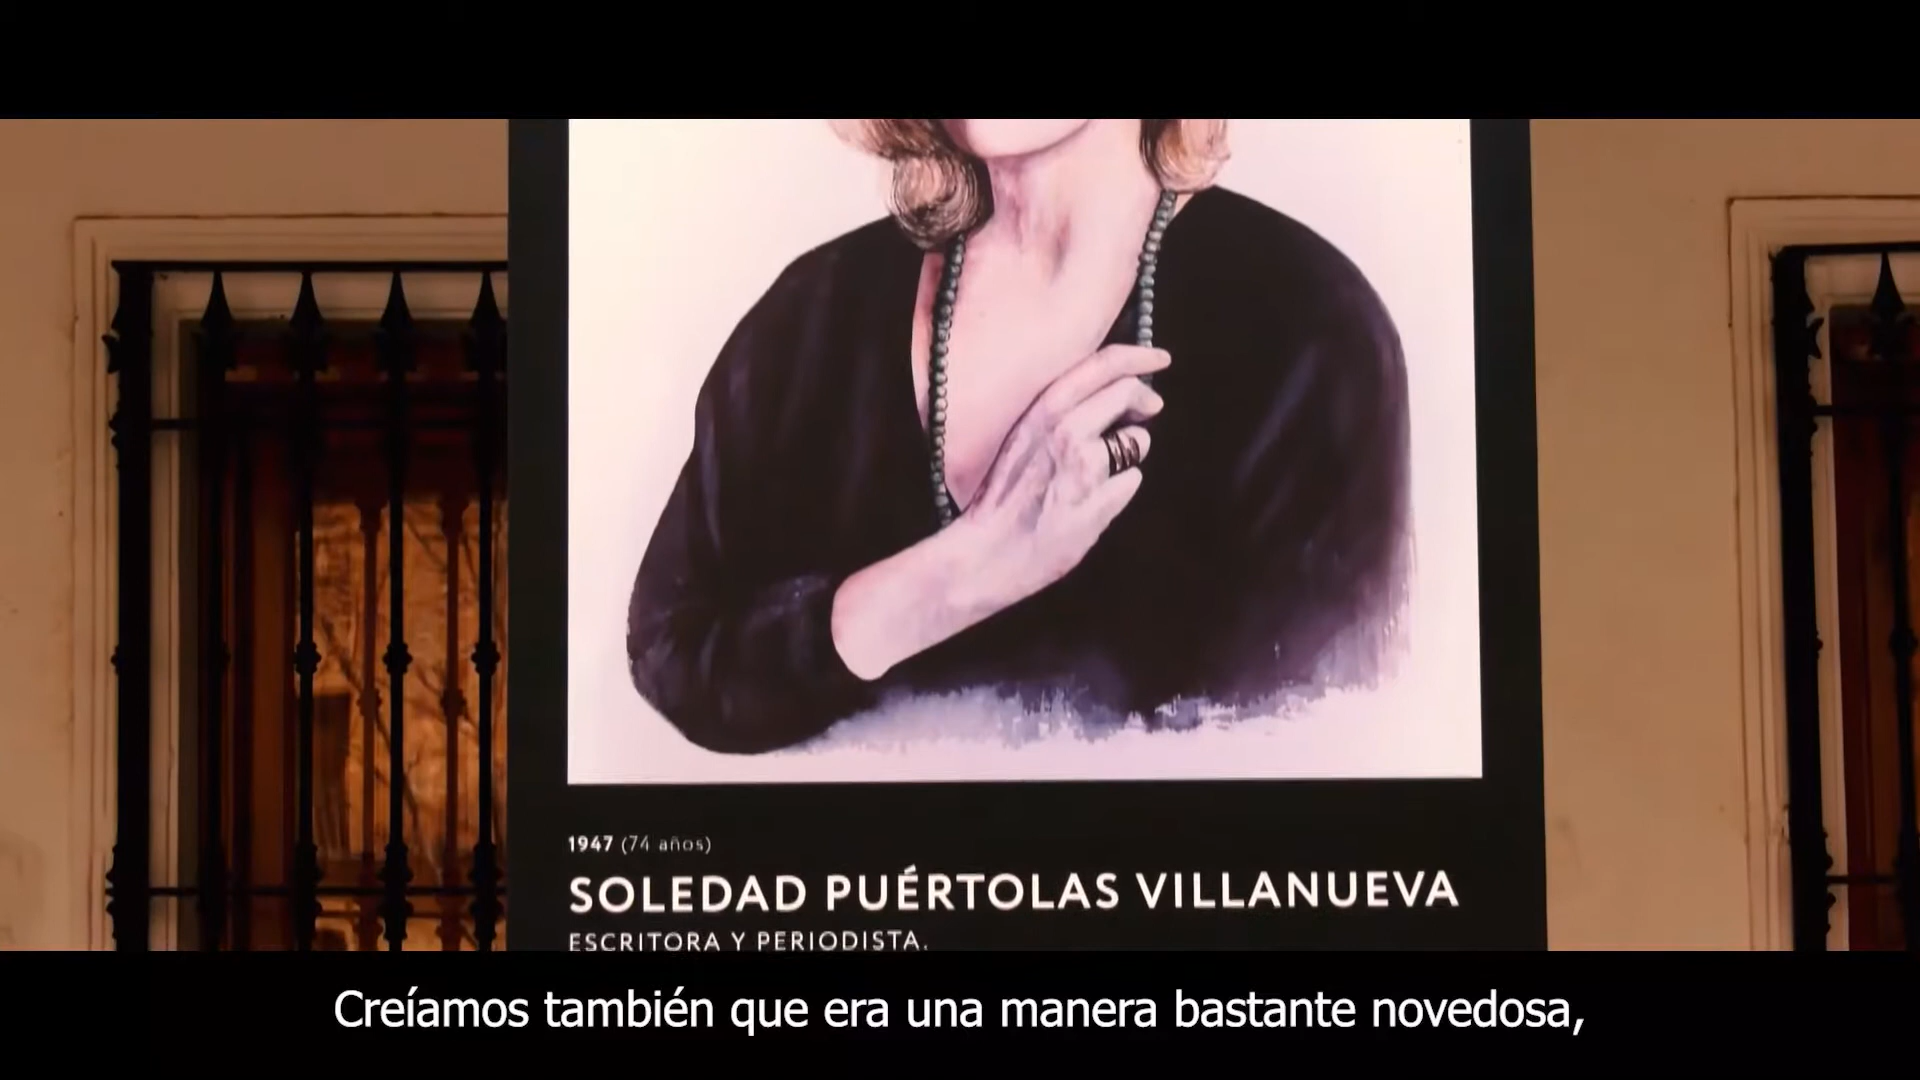 1947 (74 años)
SOLEDAD PUÉRTOLAS VILLANUEVA
ESCRITORA Y PERIODISTA.
Creíamos también que era una manera bastante novedosa,